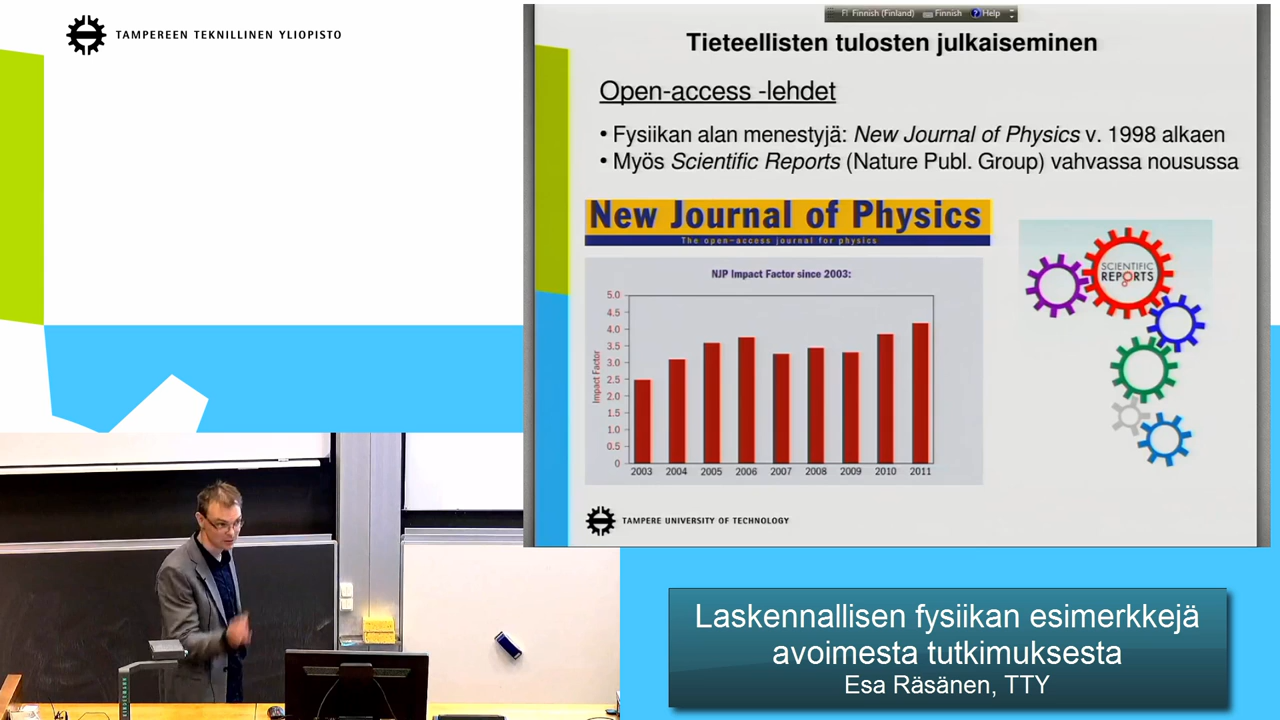 TAMPEREEN TEKNILLINEN YLIOPISTO
FI Finnish (Finland) Finnish Help
Tieteellisten tulosten julkaiseminen
Open-access -lehdet
• Fysiikan alan menestyjä: New Journal of Physics v. 1998 alkaen
• Myös Scientific Reports (Nature Publ. Group) vahvassa nousussa
New Journal of Physics
The open-access journal for physics
NJP Impact Factor since 2003:
5.0
4.5
4.0
3.5
3.0
2.5
2.0
1.5
1.0
0.5
0
Impact Factor
2003 2004 2005 2006 2007 2008 2009 2010 2011
SCIENTIFIC
REPORTS
TAMPERE UNIVERSITY OF TECHNOLOGY
Laskennallisen fysiikan esimerkkejä
avoimesta tutkimuksesta
Esa Räsänen, TTY